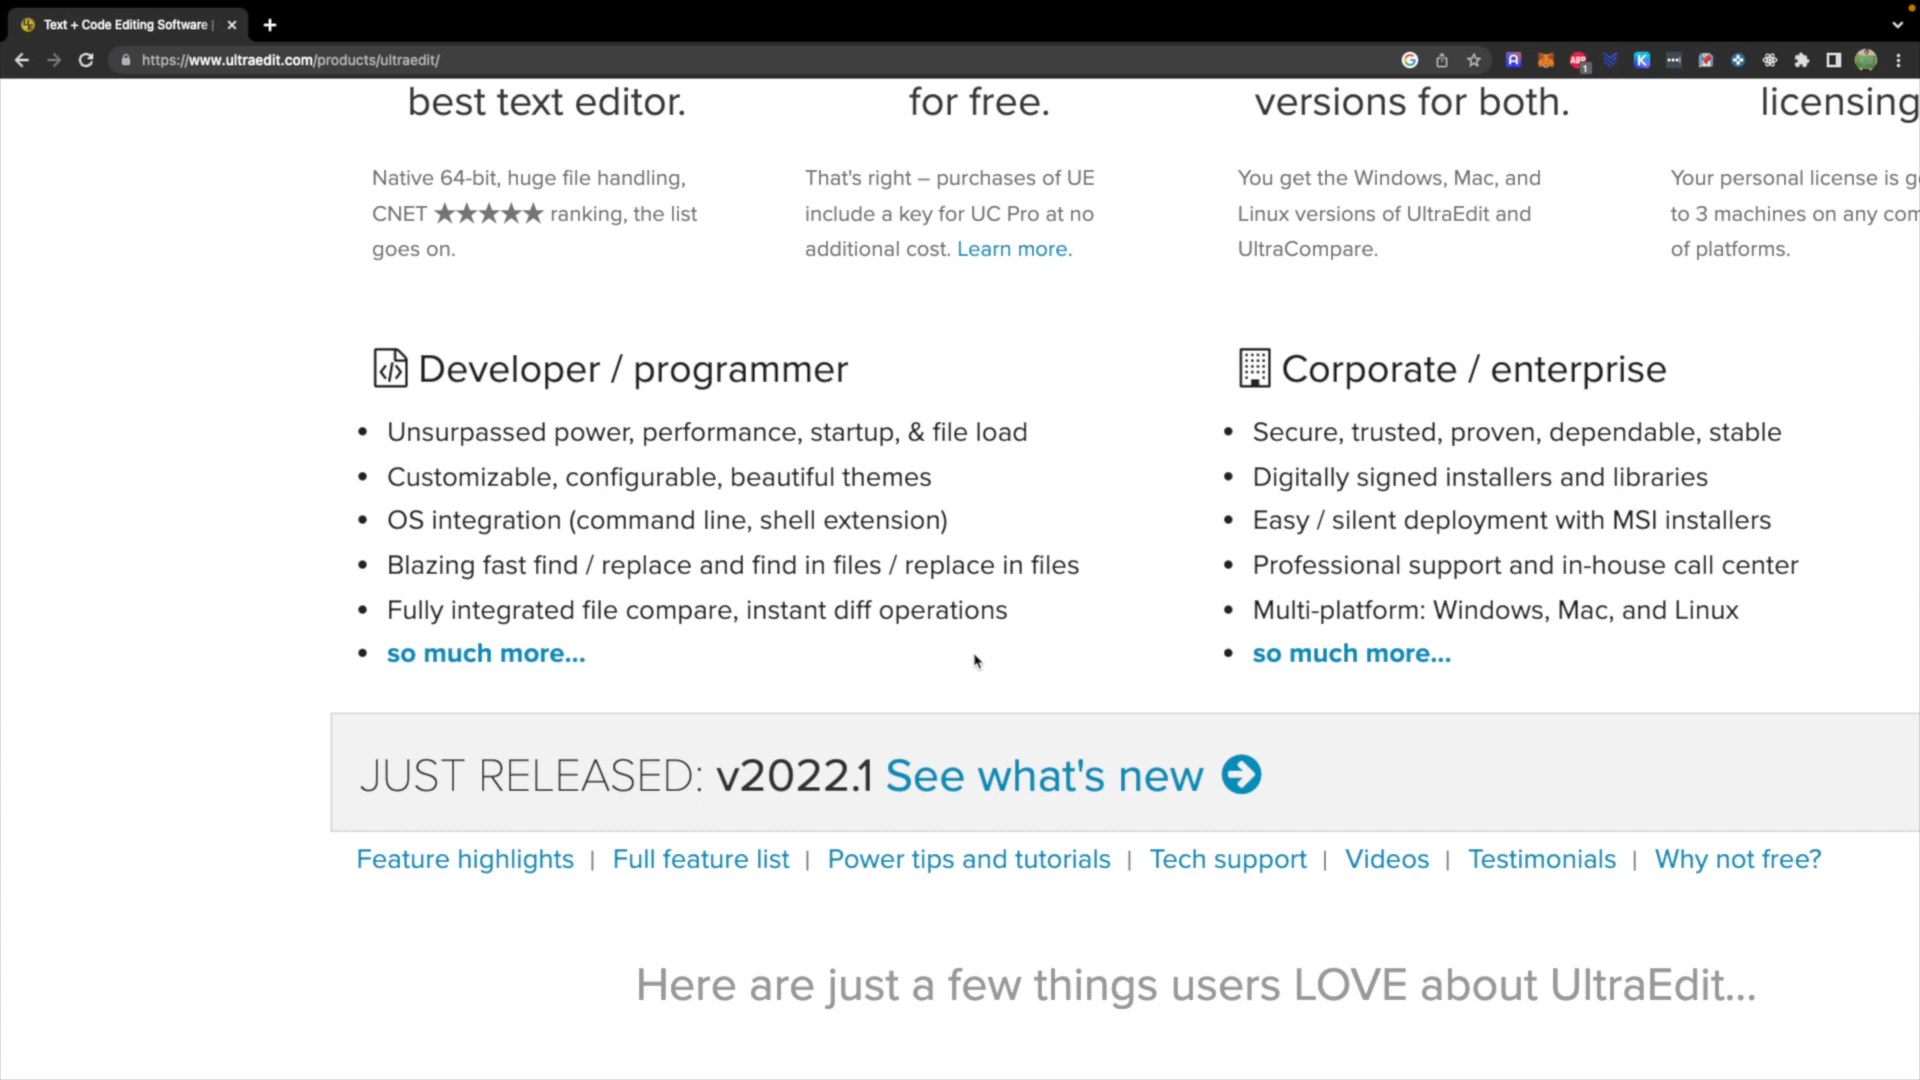 Text + Code Editing Software |
https://www.ultraedit.com/products/ultraedit/
best text editor.
for free.
versions for both.
licensing
Native 64-bit, huge file handling,
CNET ★★★★★ ranking, the list
goes on.
That's right – purchases of UE
include a key for UC Pro at no
additional cost. Learn more.
You get the Windows, Mac, and
Linux versions of UltraEdit and
UltraCompare.
Your personal license is
to 3 machines on any
of platforms.
Developer / programmer
• Unsurpassed power, performance, startup, & file load
• Customizable, configurable, beautiful themes
• OS integration (command line, shell extension)
• Blazing fast find / replace and find in files / replace in files
• Fully integrated file compare, instant diff operations
• so much more...
Corporate / enterprise
• Secure, trusted, proven, dependable, stable
• Digitally signed installers and libraries
• Easy / silent deployment with MSI installers
• Professional support and in-house call center
• Multi-platform: Windows, Mac, and Linux
• so much more...
JUST RELEASED: v2022.1 See what's new
Feature highlights | Full feature list | Power tips and tutorials | Tech support | Videos | Testimonials | Why not free?
Here are just a few things users LOVE about UltraEdit...